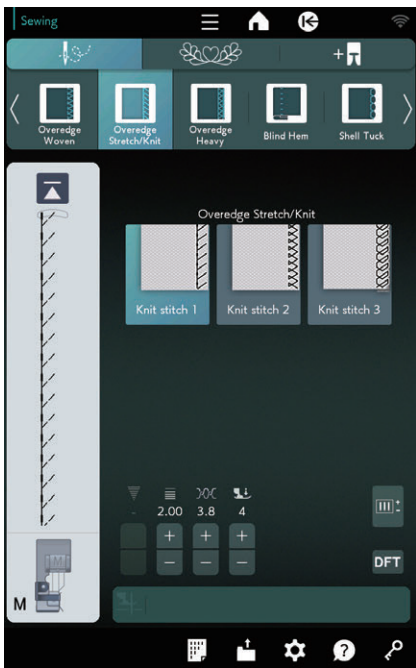 Sewing
Overedge
Woven
Overedge
Stretch/Knit
Overedge
Heavy
Blind Hem
Shell Tuck
Overedge Stretch/Knit
Knit stitch 1
Knit stitch 2
Knit stitch 3
- 2.00 3.8 4
+ + +
- - -
DFT
M